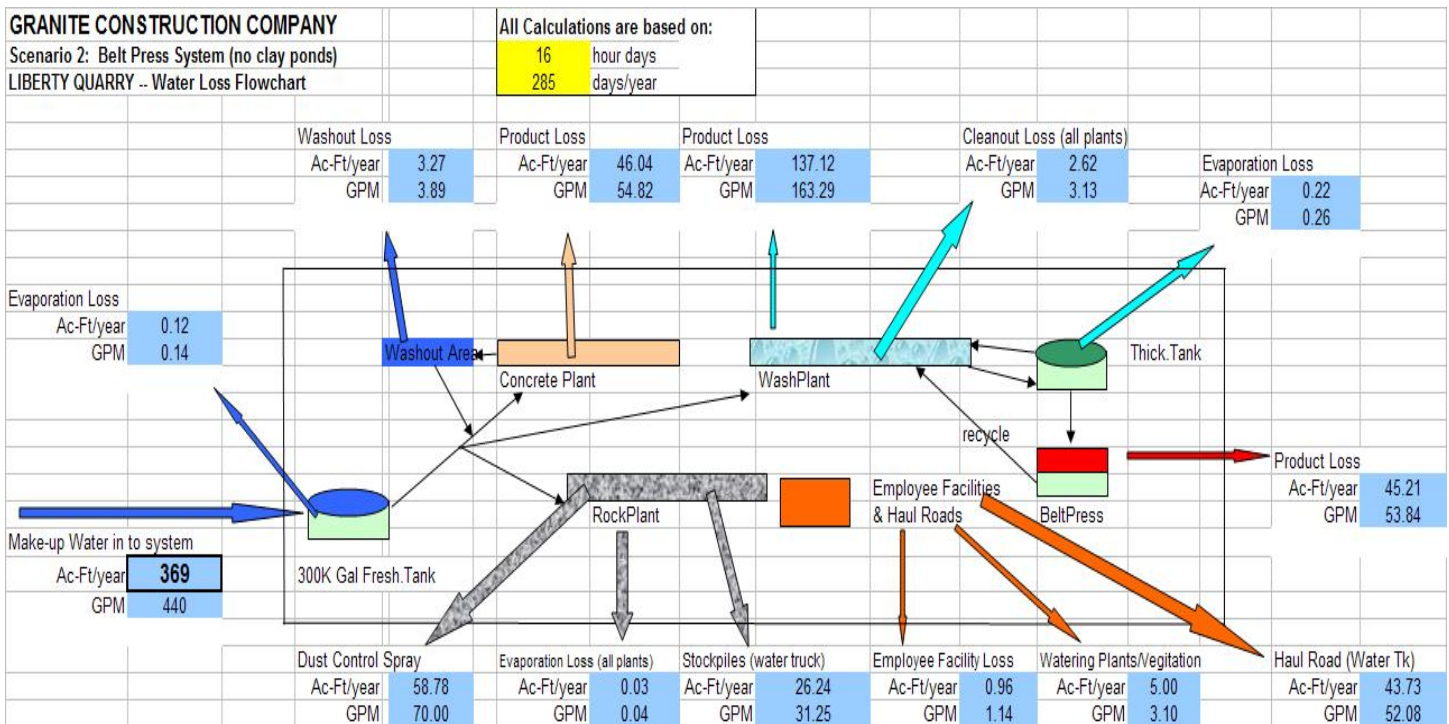 GRANITE CONSTRUCTION COMPANY
Scenario 2: Belt Press System (no clay ponds)
LIBERTY QUARRY -- Water Loss Flowchart
All Calculations are based on:
16 hour days
285 days/year
Washout Loss
Ac-Ft/year 3.27
GPM 3.89
Product Loss
Ac-Ft/year 46.04
GPM 54.82
Product Loss
Ac-Ft/year 137.12
GPM 163.29
Cleanout Loss (all plants)
Ac-Ft/year 2.62
GPM 3.13
Evaporation Loss
Ac-Ft/year 0.22
GPM 0.26
Evaporation Loss
Ac-Ft/year 0.12
GPM 0.14
Washout Area
Concrete Plant
WashPlant
Thick.Tank
recycle
BeltPress
Product Loss
Ac-Ft/year 45.21
GPM 53.84
RockPlant
Employee Facilities
& Haul Roads
Make-up Water in to system
Ac-Ft/year 369
GPM 440
300K Gal Fresh.Tank
Dust Control Spray
Ac-Ft/year 58.78
GPM 70.00
Evaporation Loss (all plants)
Ac-Ft/year 0.03
GPM 0.04
Stockpiles (water truck)
Ac-Ft/year 26.24
GPM 31.25
Employee Facility Loss
Ac-Ft/year 0.96
GPM 1.14
Watering Plants/Vegitation
Ac-Ft/year 5.00
GPM 3.10
Haul Road (Water Tk)
Ac-Ft/year 43.73
GPM 52.08